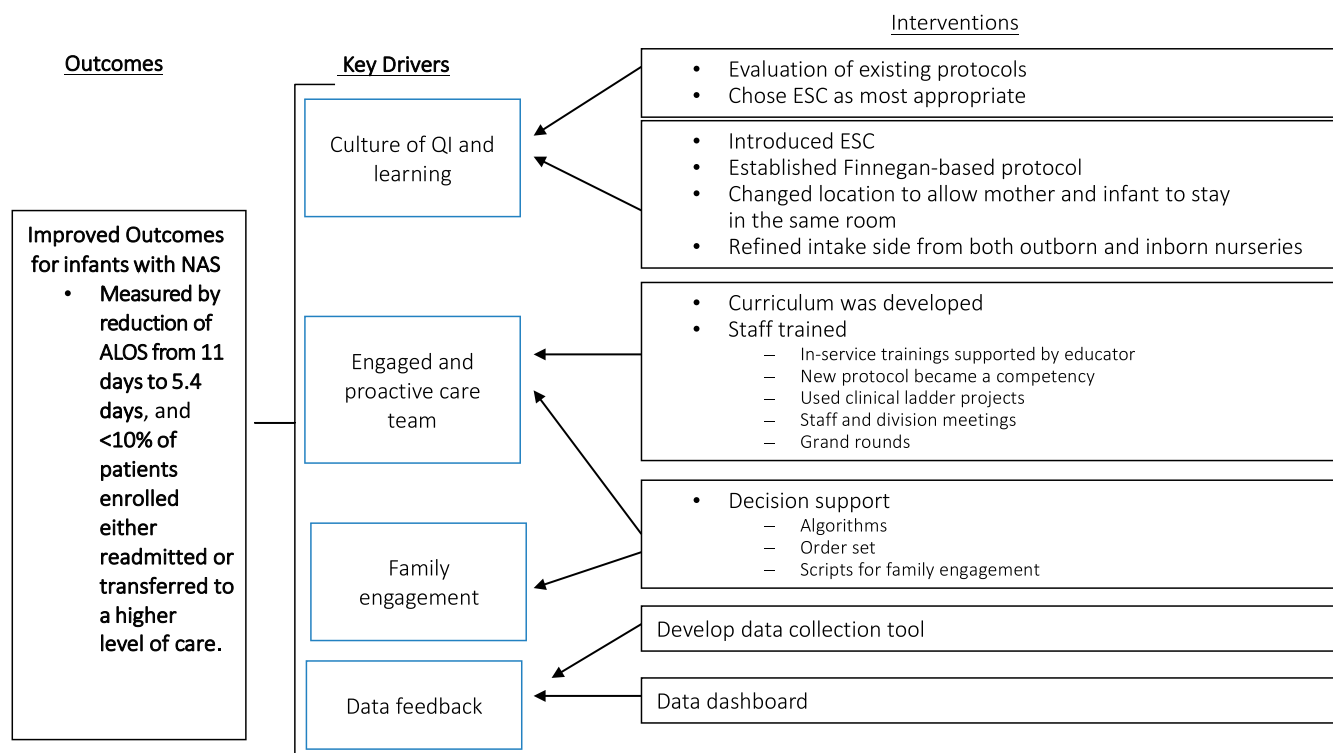 Outcomes
Improved Outcomes
for infants with NAS
• Measured by
reduction of
ALOS from 11
days to 5.4
days, and
<10% of
patients
enrolled
either
readmitted or
transferred to
a higher
level of care.
Key Drivers
Culture of QI and
learning
Engaged and
proactive care
team
Family
engagement
Data feedback
Interventions
• Evaluation of existing protocols
• Chose ESC as most appropriate
• Introduced ESC
• Established Finnegan-based protocol
• Changed location to allow mother and infant to stay
in the same room
• Refined intake side from both outborn and inborn nurseries
• Curriculum was developed
• Staff trained
– In-service trainings supported by educator
– New protocol became a competency
– Used clinical ladder projects
– Staff and division meetings
– Grand rounds
• Decision support
– Algorithms
– Order set
– Scripts for family engagement
Develop data collection tool
Data dashboard